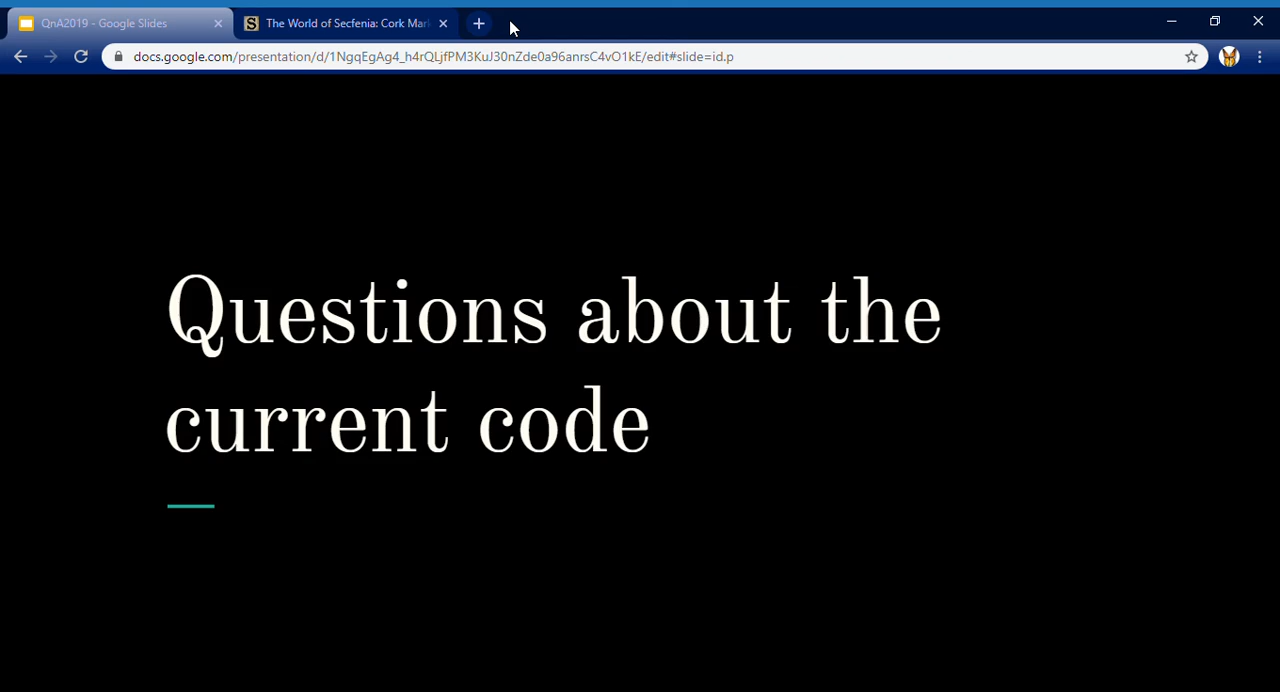 QnA2019 - Google Slides
The World of Secfenia: Cork Mar
docs.google.com/presentation/d/1NgqEgAg4_h4rQLjfPM3KuJ30nZde0a96anrsC4vO1kE/edit#slide=id.p
Questions about the
current code